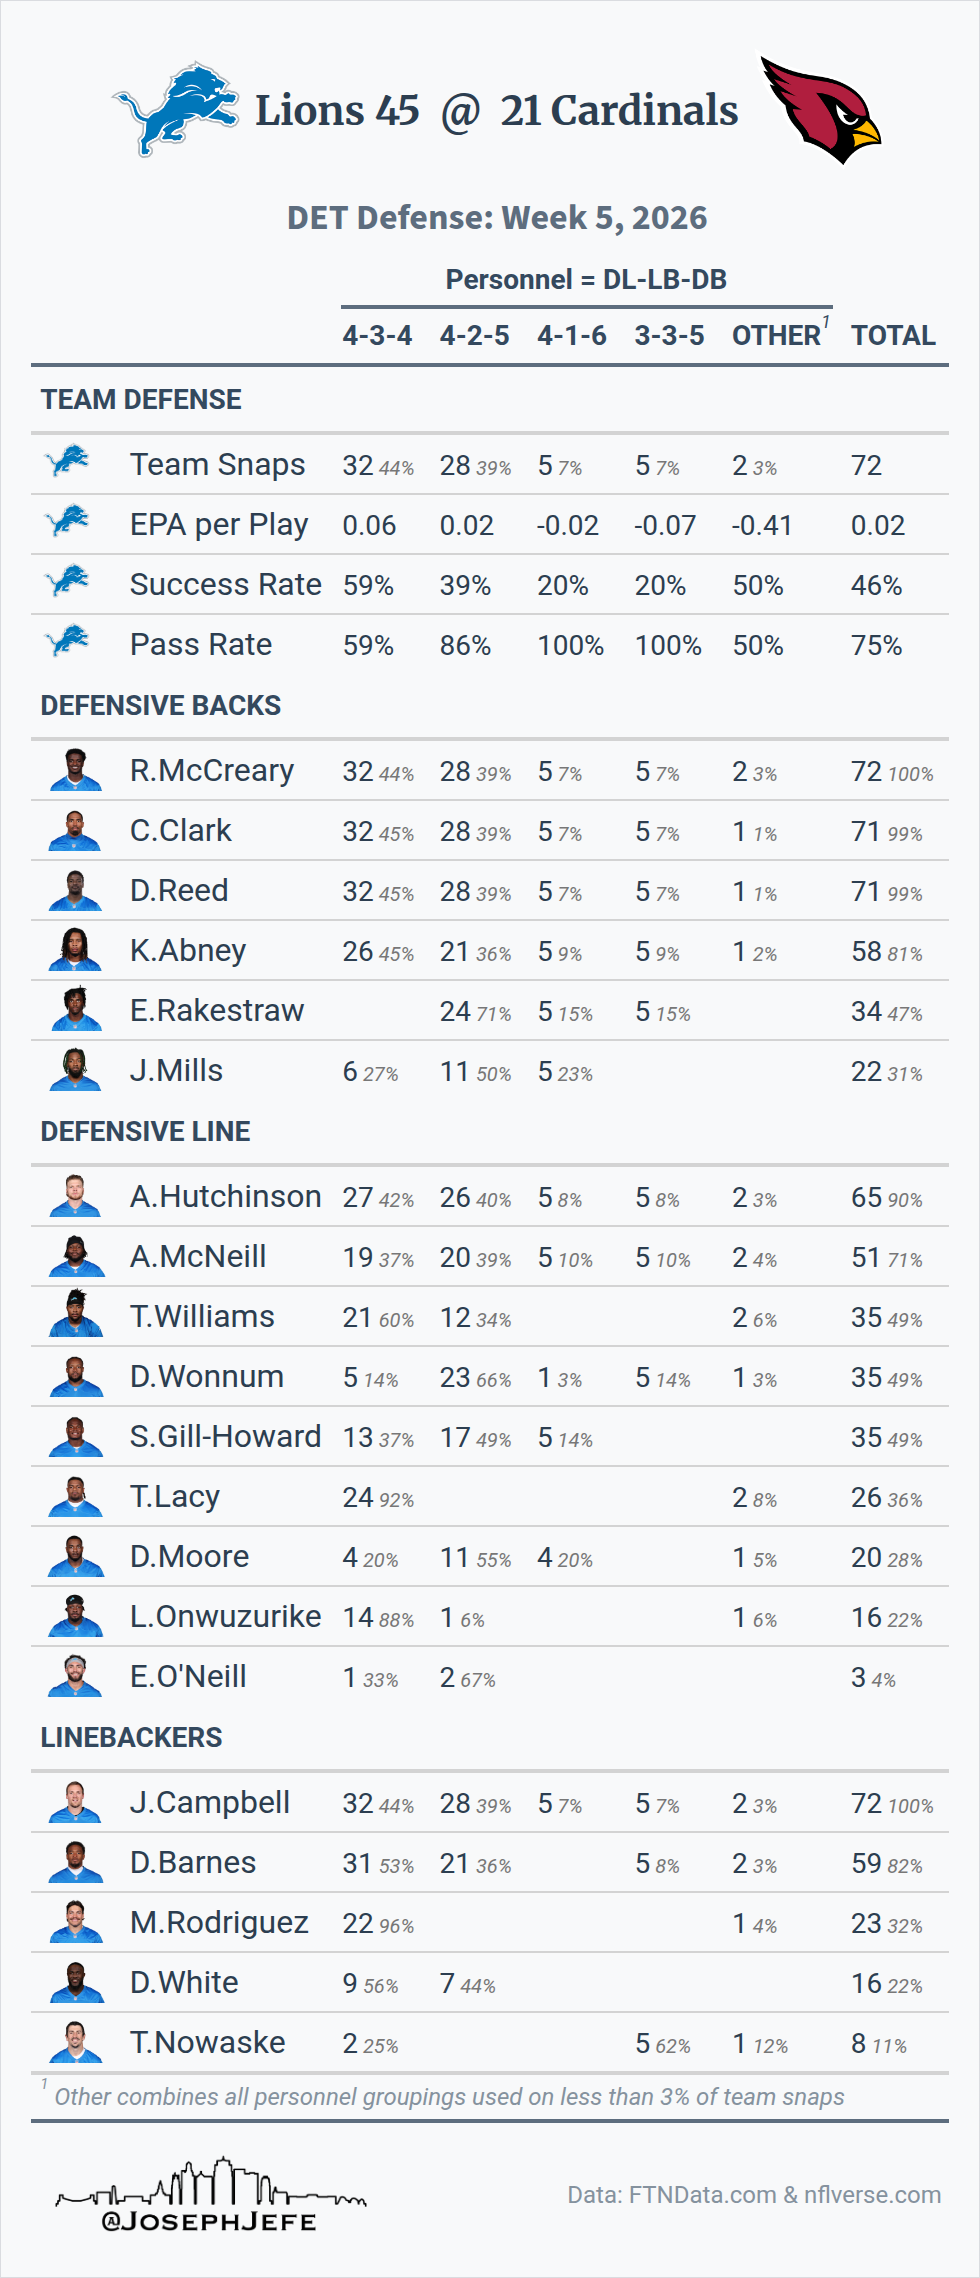 Lions 45 @ 21 Cardinals
DET Defense: Week 5, 2026
Personnel = DL-LB-DB
4-3-4 4-2-5 4-1-6 3-3-5 OTHER1 TOTAL
TEAM DEFENSE
Team Snaps 32 44% 28 39% 5 7% 5 7% 2 3% 72
EPA per Play 0.06 0.02 -0.02 -0.07 -0.41 0.02
Success Rate 59% 39% 20% 20% 50% 46%
Pass Rate 59% 86% 100% 100% 50% 75%
DEFENSIVE BACKS
R.McCreary 32 44% 28 39% 5 7% 5 7% 2 3% 72 100%
C.Clark 32 45% 28 39% 5 7% 5 7% 1 1% 71 99%
D.Reed 32 45% 28 39% 5 7% 5 7% 1 1% 71 99%
K.Abney 26 45% 21 36% 5 9% 5 9% 1 2% 58 81%
E.Rakestraw 24 71% 5 15% 5 15% 34 47%
J.Mills 6 27% 11 50% 5 23% 22 31%
DEFENSIVE LINE
A.Hutchinson 27 42% 26 40% 5 8% 5 8% 2 3% 65 90%
A.McNeill 19 37% 20 39% 5 10% 5 10% 2 4% 51 71%
T.Williams 21 60% 12 34% 2 6% 35 49%
D.Wonnum 5 14% 23 66% 1 3% 5 14% 1 3% 35 49%
S.Gill-Howard 13 37% 17 49% 5 14% 35 49%
T.Lacy 24 92% 2 8% 26 36%
D.Moore 4 20% 11 55% 4 20% 1 5% 20 28%
L.Onwuzurike 14 88% 1 6% 1 6% 16 22%
E.O'Neill 1 33% 2 67% 3 4%
LINEBACKERS
J.Campbell 32 44% 28 39% 5 7% 5 7% 2 3% 72 100%
D.Barnes 31 53% 21 36% 5 8% 2 3% 59 82%
M.Rodriguez 22 96% 1 4% 23 32%
D.White 9 56% 7 44% 16 22%
T.Nowaske 2 25% 5 62% 1 12% 8 11%
1 Other combines all personnel groupings used on less than 3% of team snaps
@JOSEPHJEFE
Data: FTNData.com & nflverse.com